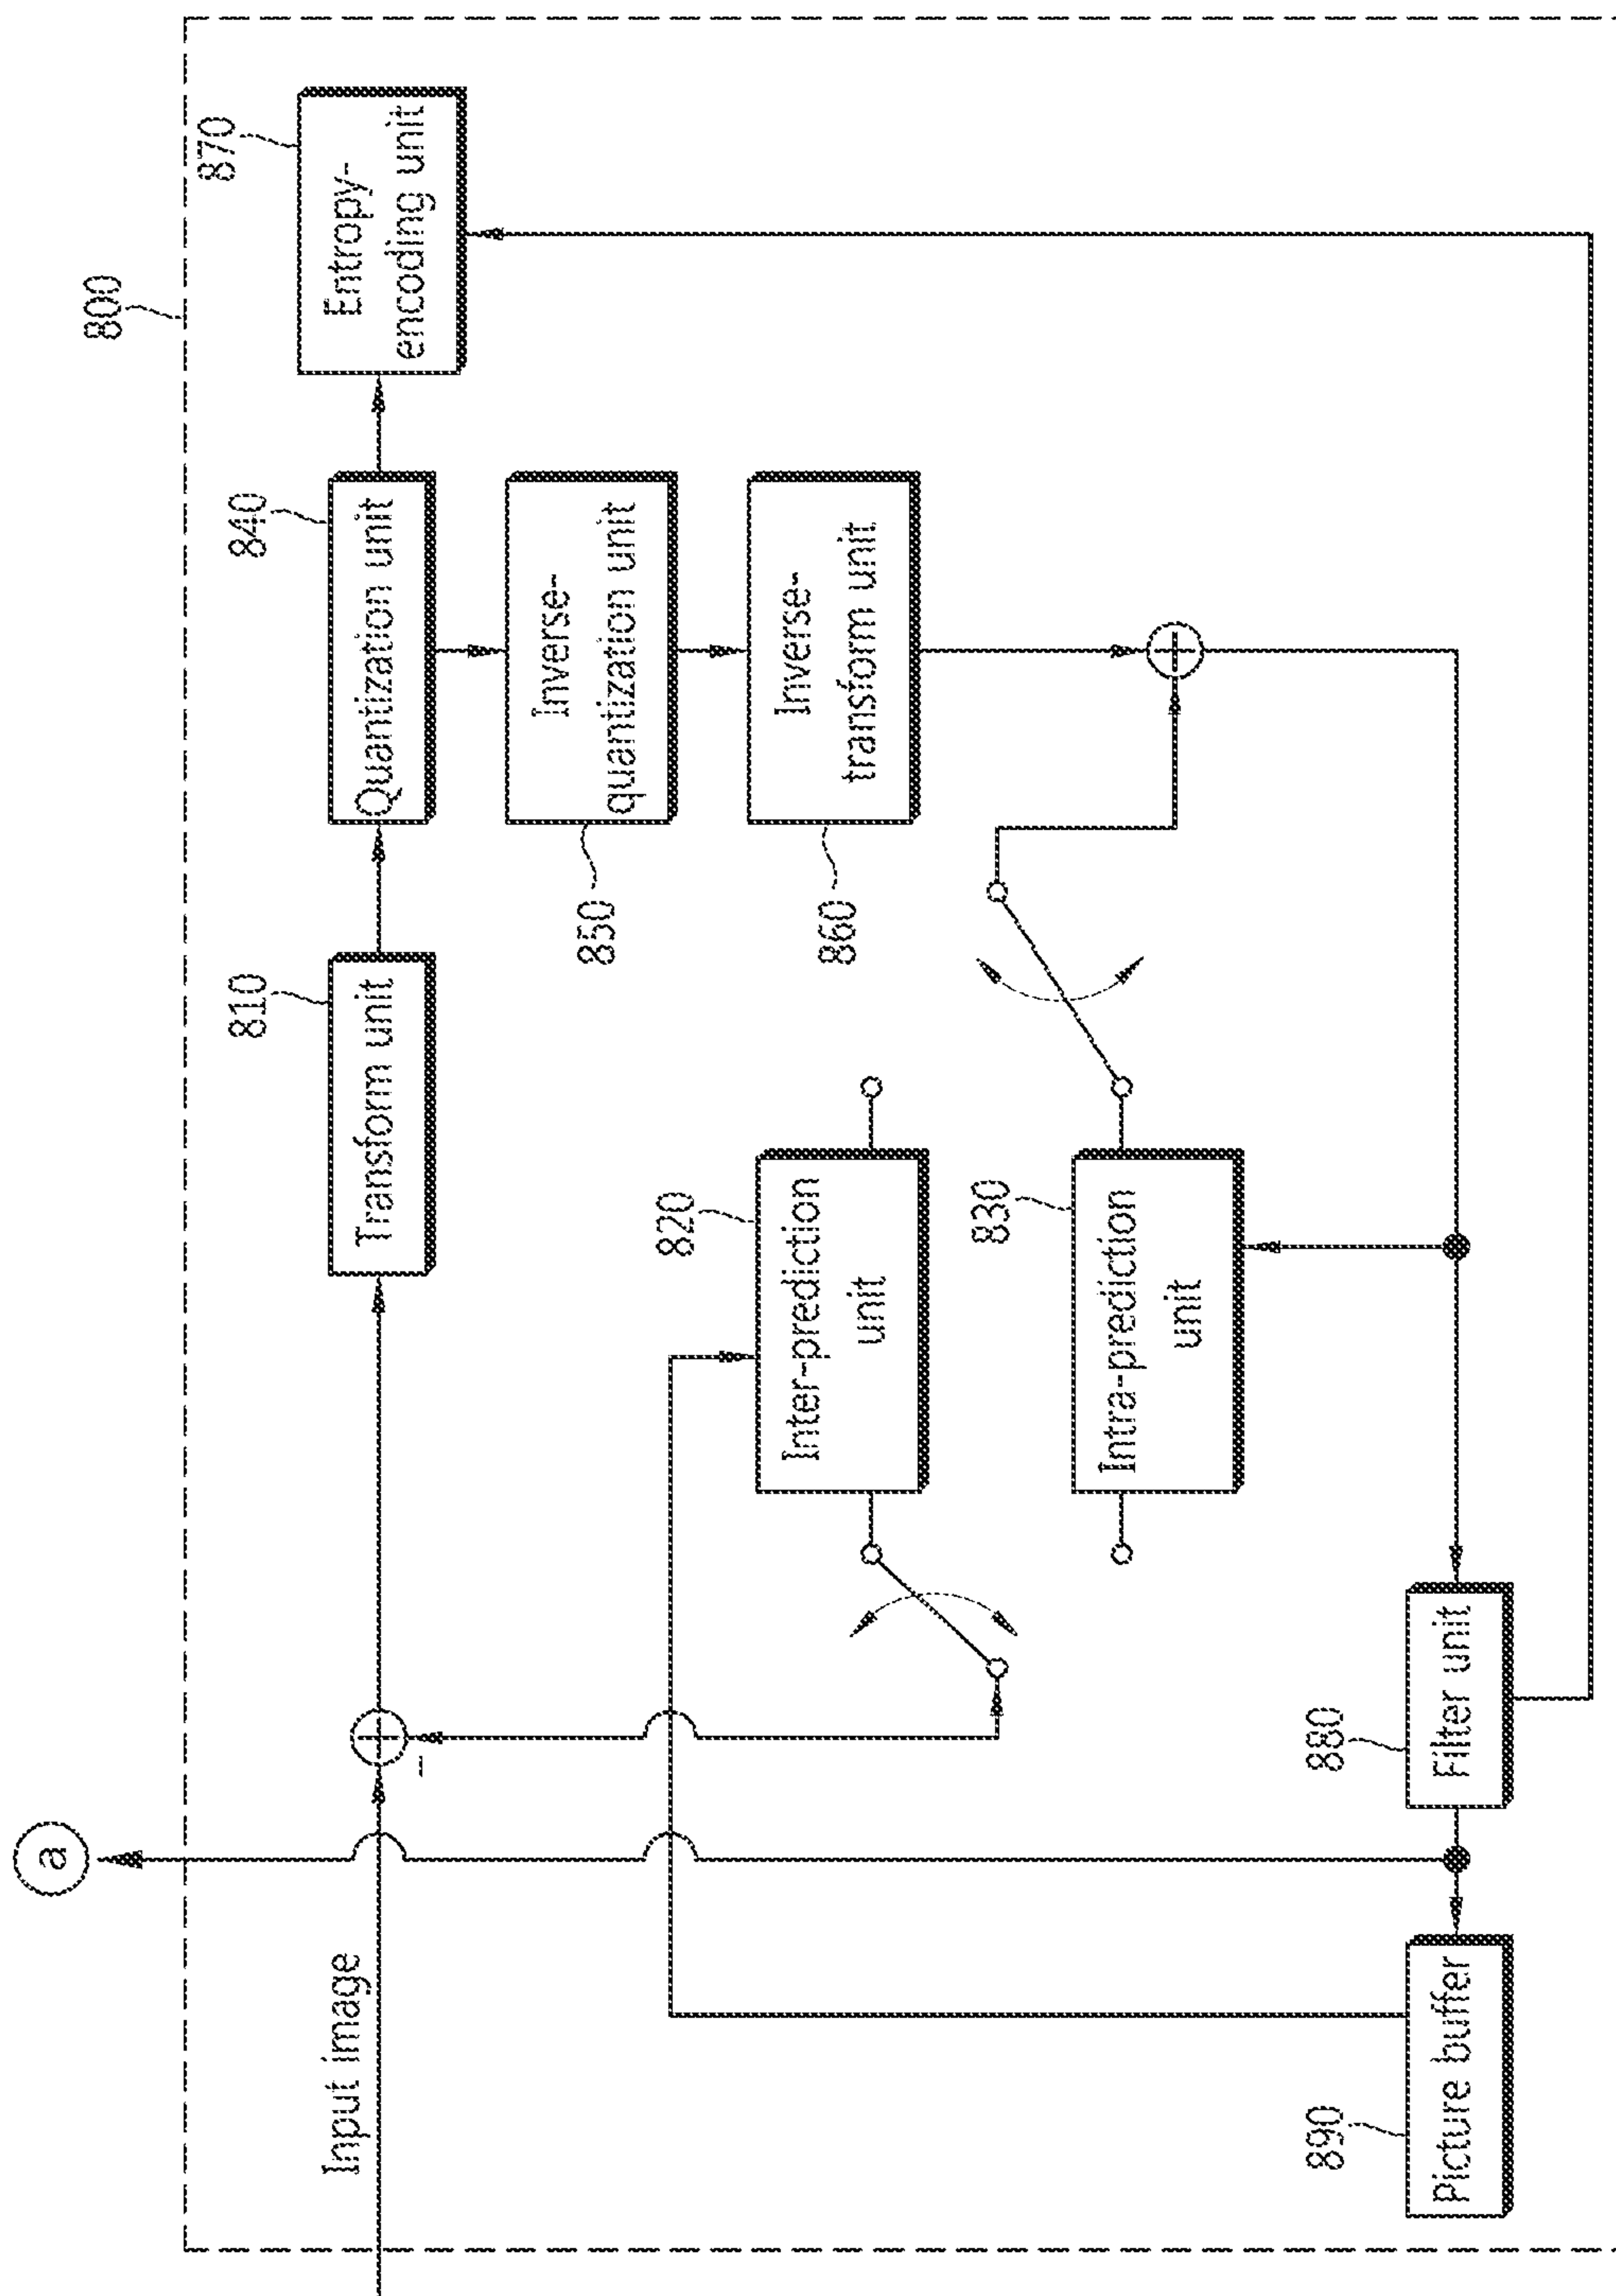 800
a
Input image
-
810
Transform unit
840
Quantization unit
870
Entropy-
encoding unit
850
Inverse-
quantization unit
860
Inverse-
transform unit
820
Inter-prediction
unit
830
Intra-prediction
unit
880
Filter unit
890
Picture buffer